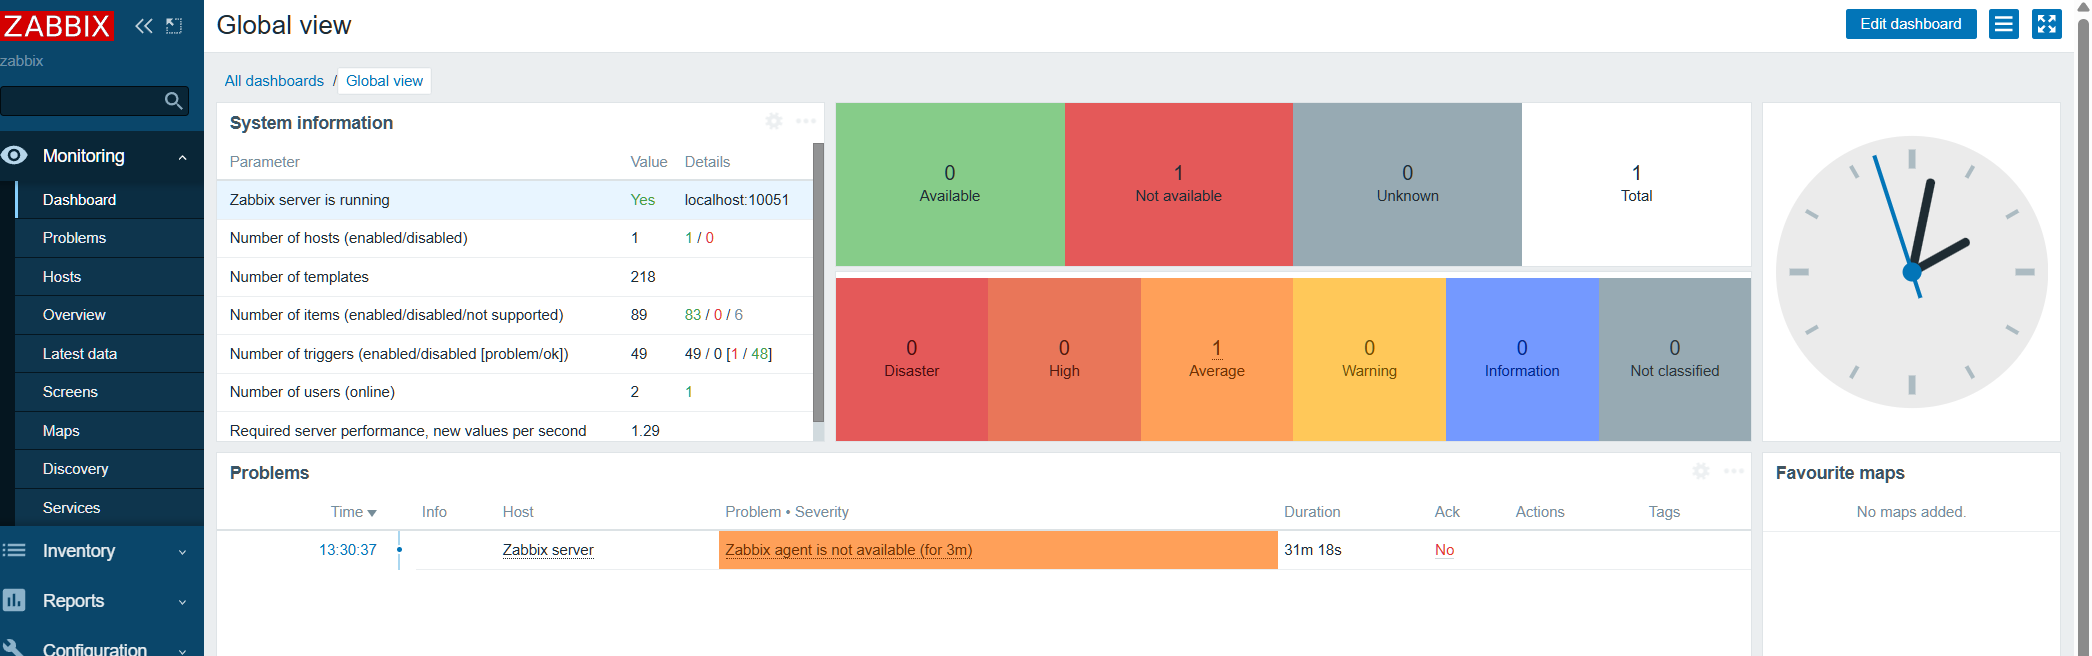 ZABBIX
zabbix
Monitoring
Dashboard
Problems
Hosts
Overview
Latest data
Screens
Maps
Discovery
Services
Inventory
Reports
Configuration
Global view
Edit dashboard
All dashboards / Global view
System information
Parameter Value Details
Zabbix server is running Yes localhost:10051
Number of hosts (enabled/disabled) 1 1 / 0
Number of templates 218
Number of items (enabled/disabled/not supported) 89 83 / 0 / 6
Number of triggers (enabled/disabled [problem/ok]) 49 49 / 0 [1 / 48]
Number of users (online) 2 1
Required server performance, new values per second 1.29
0 1 0 1
Available Not available Unknown Total
0 0 1 0 0 0
Disaster High Average Warning Information Not classified
Problems
Time Info Host Problem • Severity Duration Ack Actions Tags
13:30:37 Zabbix server Zabbix agent is not available (for 3m) 31m 18s No
Favourite maps
No maps added.